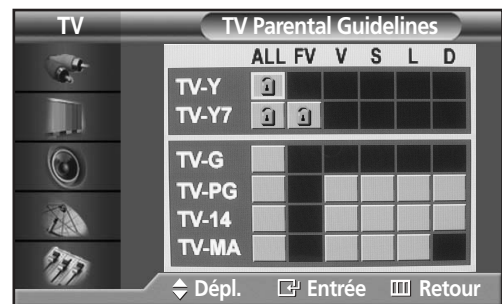 TV TV Parental Guidelines
ALL FV V S L D
TV-Y
TV-Y7
TV-G
TV-PG
TV-14
TV-MA
Dépl. Entrée Retour